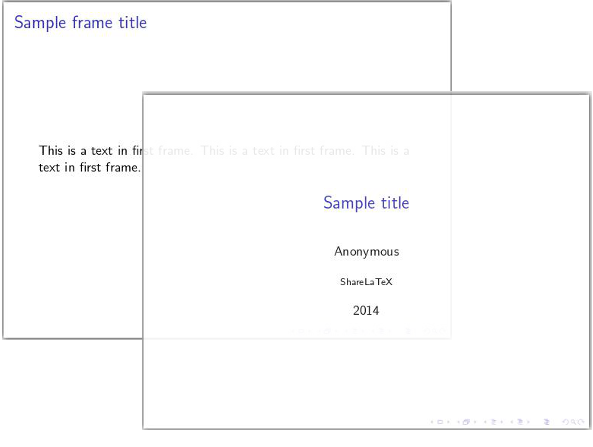 Sample frame title
This is a text in first frame. This is a text in first frame. This is a
text in first frame.
Sample title
Anonymous
ShareLaTeX
2014